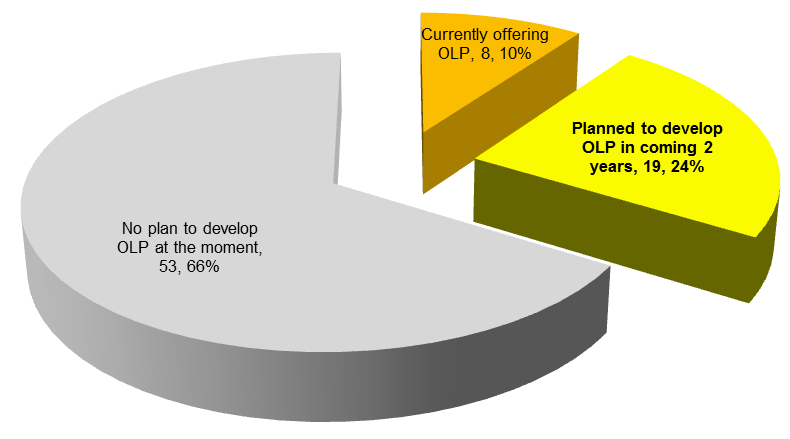 Currently offering
OLP, 8, 10%
Planned to develop
OLP in coming 2
years, 19, 24%
No plan to develop
OLP at the moment,
53, 66%